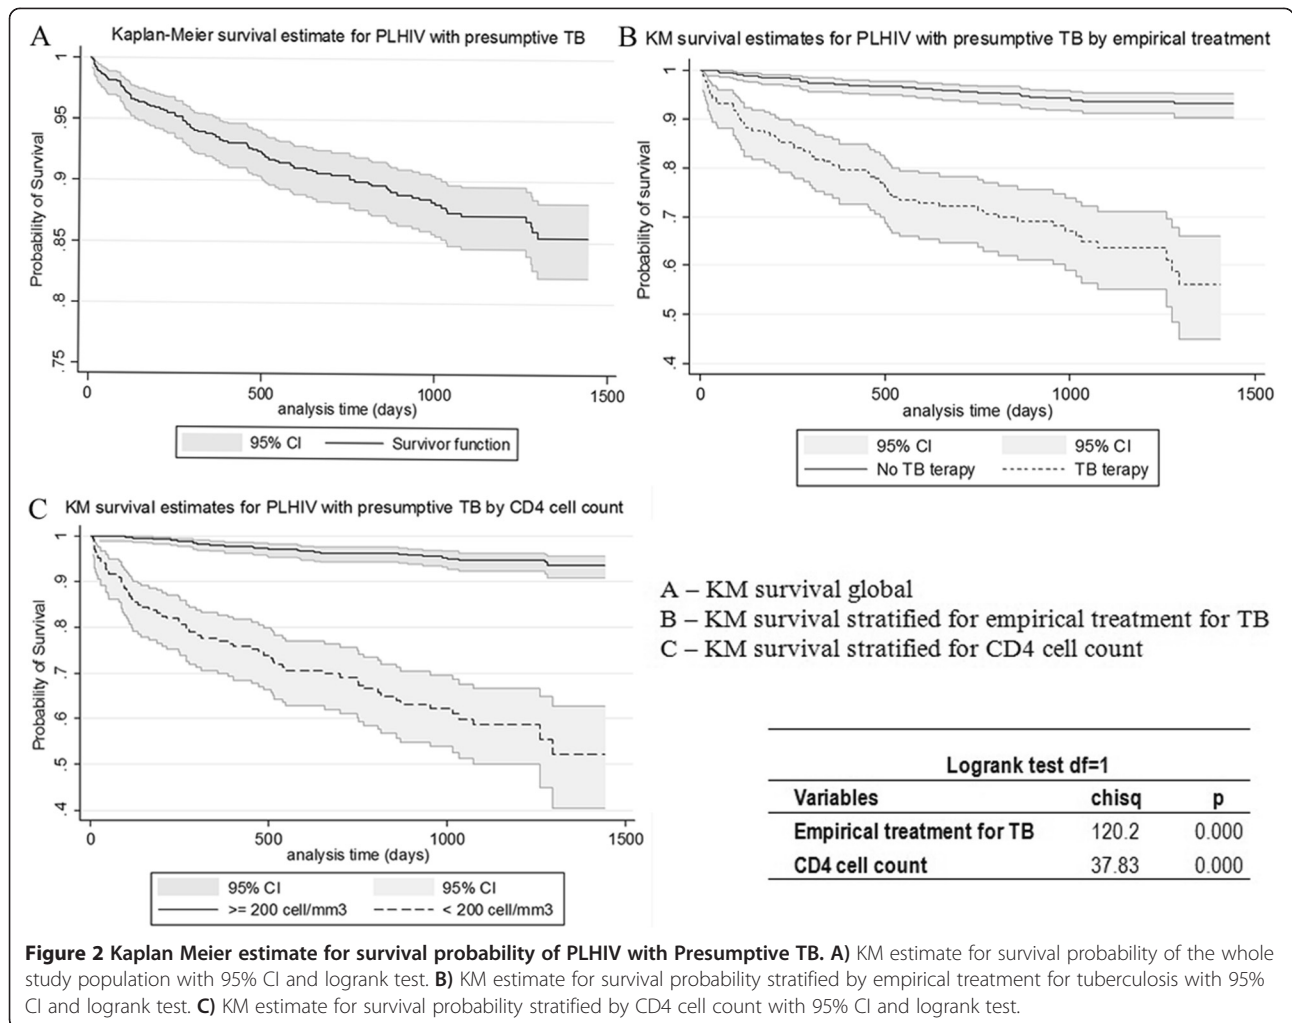 A
Kaplan-Meier survival estimate for PLHIV with presumptive TB
Probability of Survival
1
.95
.9
.85
.8
.75
0 500 1000 1500
analysis time (days)
95% CI Survivor function
B
KM survival estimates for PLHIV with presumptive TB by empirical treatment
Probability of survival
1
.9
.8
.7
.6
.5
.4
0 500 1000 1500
analysis time (days)
95% CI 95% CI
No TB terapy TB terapy
C
KM survival estimates for PLHIV with presumptive TB by CD4 cell count
Probability of Survival
1
.9
.8
.7
.6
.5
.4
0 500 1000 1500
analysis time (days)
95% CI 95% CI
>= 200 cell/mm3 < 200 cell/mm3
A – KM survival global
B – KM survival stratified for empirical treatment for TB
C – KM survival stratified for CD4 cell count
Logrank test df=1
Variables chisq p
Empirical treatment for TB 120.2 0.000
CD4 cell count 37.83 0.000
Figure 2 Kaplan Meier estimate for survival probability of PLHIV with Presumptive TB. A) KM estimate for survival probability of the whole
study population with 95% CI and logrank test. B) KM estimate for survival probability stratified by empirical treatment for tuberculosis with 95%
CI and logrank test. C) KM estimate for survival probability stratified by CD4 cell count with 95% CI and logrank test.